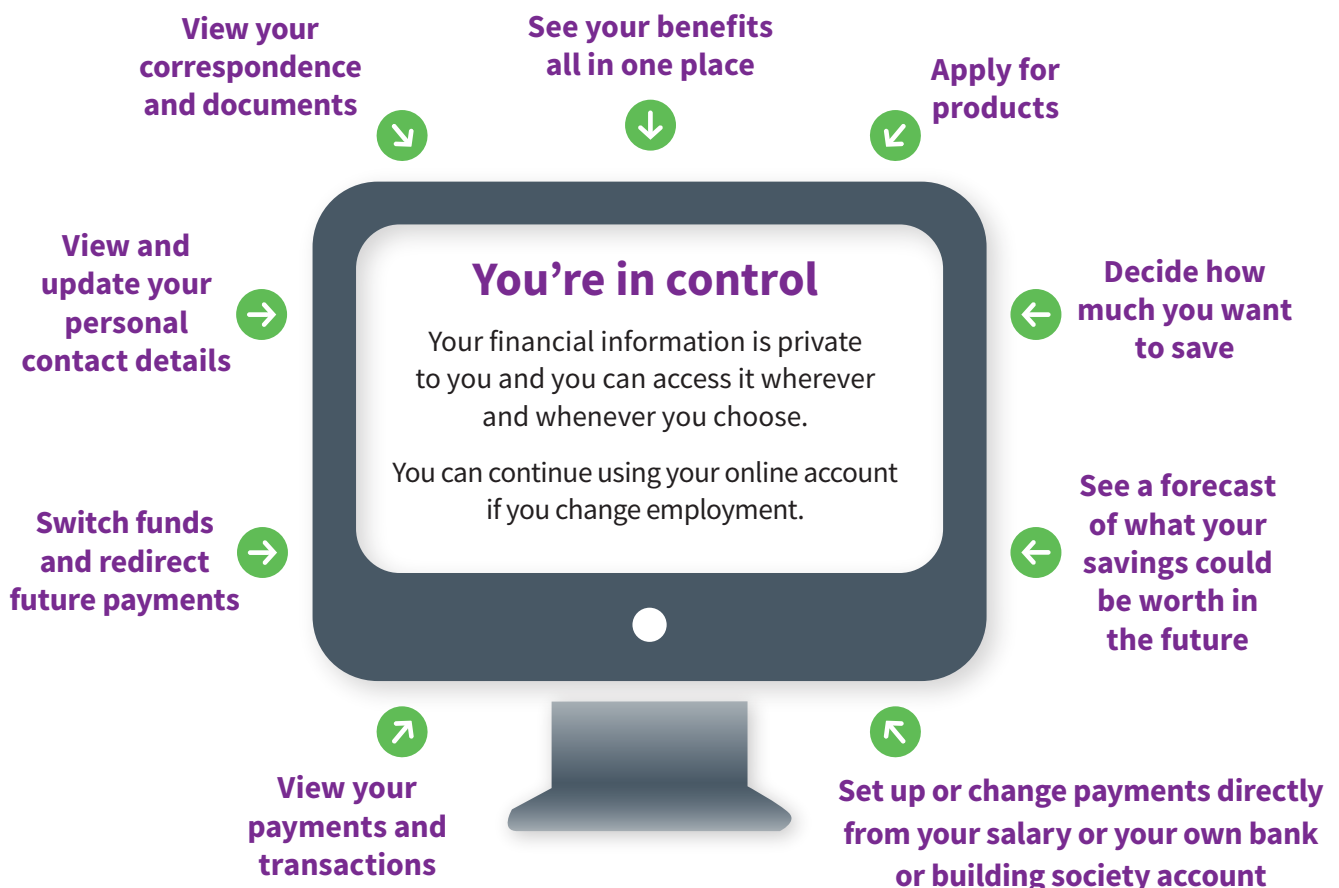 View your
correspondence
and documents
See your benefits
all in one place
Apply for
products
View and
update your
personal
contact details
You’re in control
Your financial information is private
to you and you can access it wherever
and whenever you choose.
You can continue using your online account
if you change employment.
Decide how
much you want
to save
Switch funds
and redirect
future payments
See a forecast
of what your
savings could
be worth in
the future
View your
payments and
transactions
Set up or change payments directly
from your salary or your own bank
or building society account